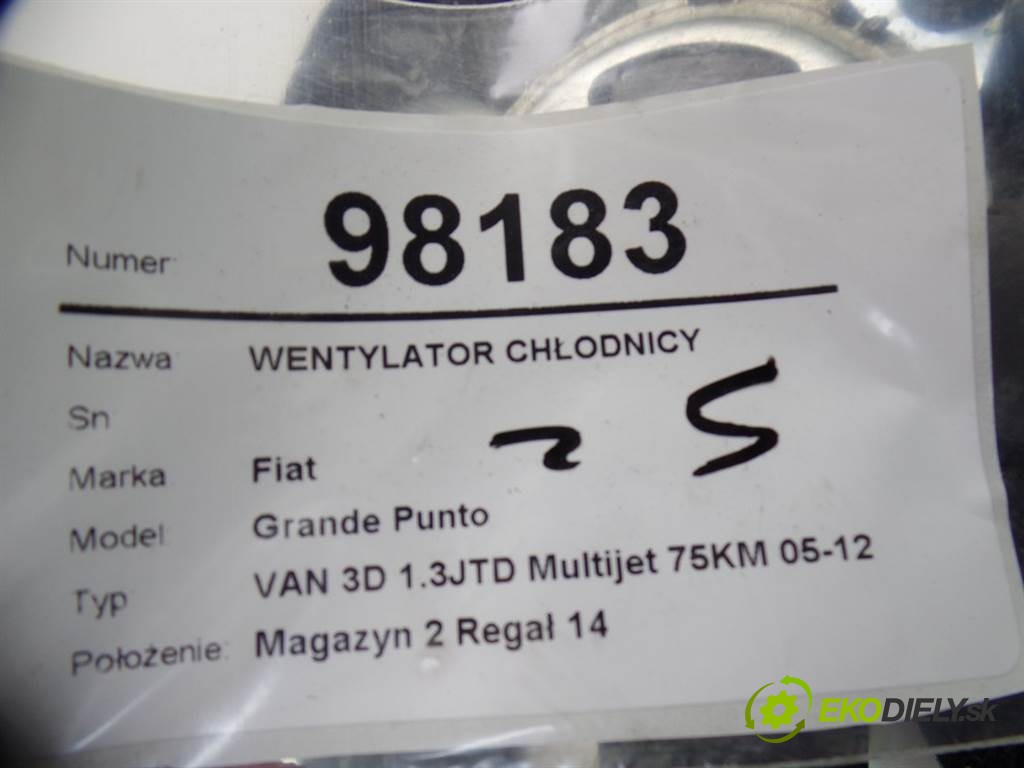 Numer: 98183
Nazwa: WENTYLATOR CHŁODNICY
Sn
Marka Fiat
Model: Grande Punto
Typ VAN 3D 1.3JTD Multijet 75KM 05-12
Położenie: Magazyn 2 Regał 14
EKODIELY.sk